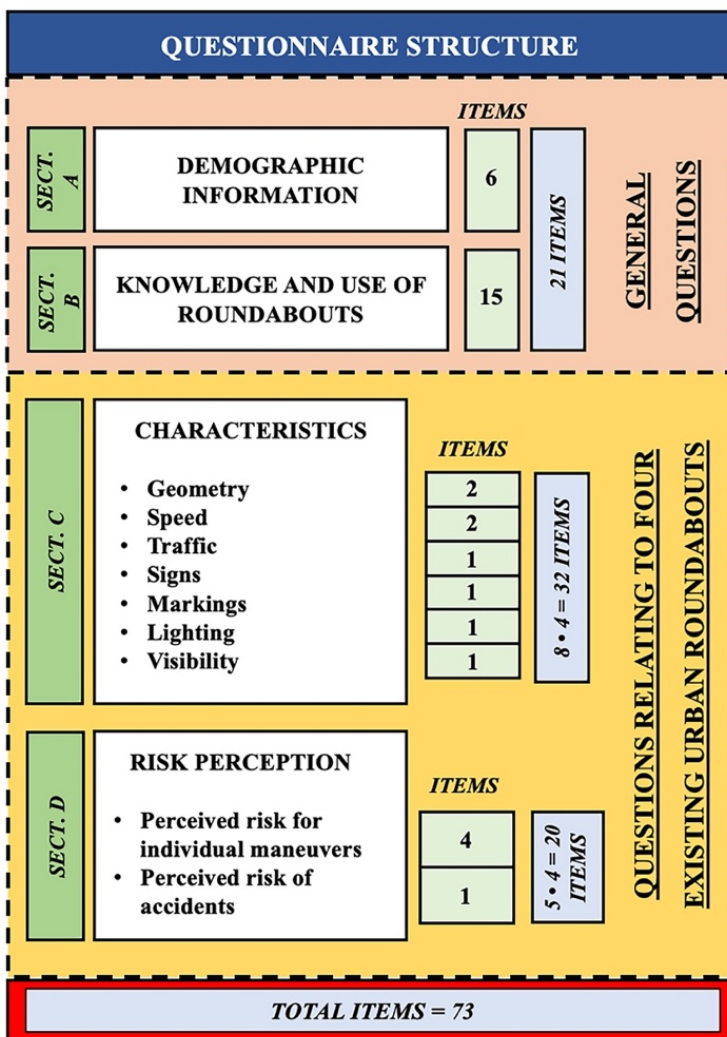 QUESTIONNAIRE STRUCTURE
ITEMS
SECT.
A
DEMOGRAPHIC
INFORMATION
6
SECT.
B
KNOWLEDGE AND USE OF
ROUNDABOUTS
15
21 ITEMS
GENERAL
QUESTIONS
SECT. C
CHARACTERISTICS
• Geometry
• Speed
• Traffic
• Signs
• Markings
• Lighting
• Visibility
ITEMS
2
2
1
1
1
1
8 • 4 = 32 ITEMS
SECT. D
RISK PERCEPTION
• Perceived risk for
individual maneuvers
• Perceived risk of
accidents
ITEMS
4
1
5 • 4 = 20
ITEMS
QUESTIONS RELATING TO FOUR
EXISTING URBAN ROUNDABOUTS
TOTAL ITEMS = 73